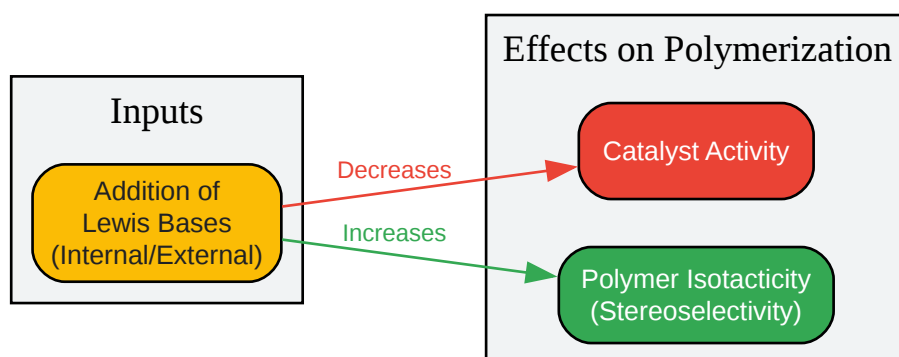 Effects on Polymerization
Inputs
Catalyst Activity
Decreases
Addition of
Lewis Bases
(Internal/External)
Increases
Polymer Isotacticity
(Stereoselectivity)